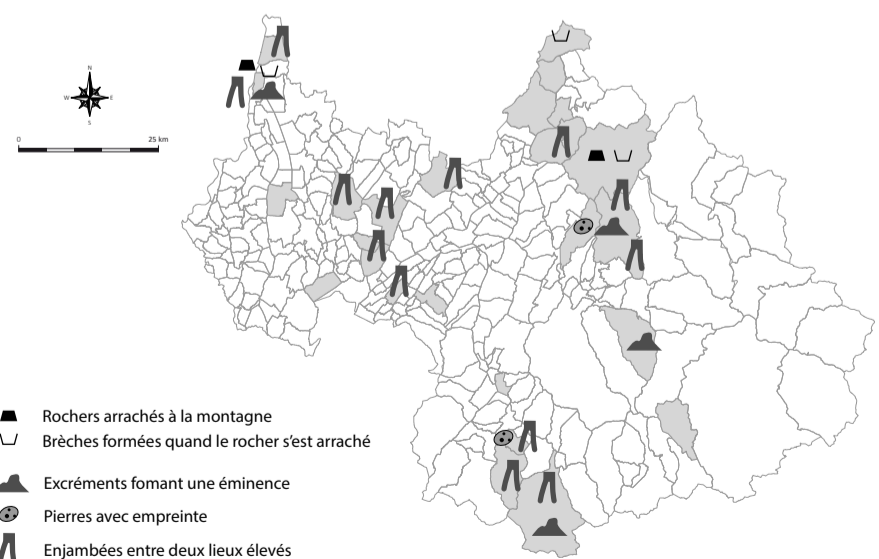 N
W E
S
0 25 km
Rochers arrachés à la montagne
Brèches formées quand le rocher s’est arraché
Excréments fomant une éminence
Pierres avec empreinte
Enjambées entre deux lieux élevés